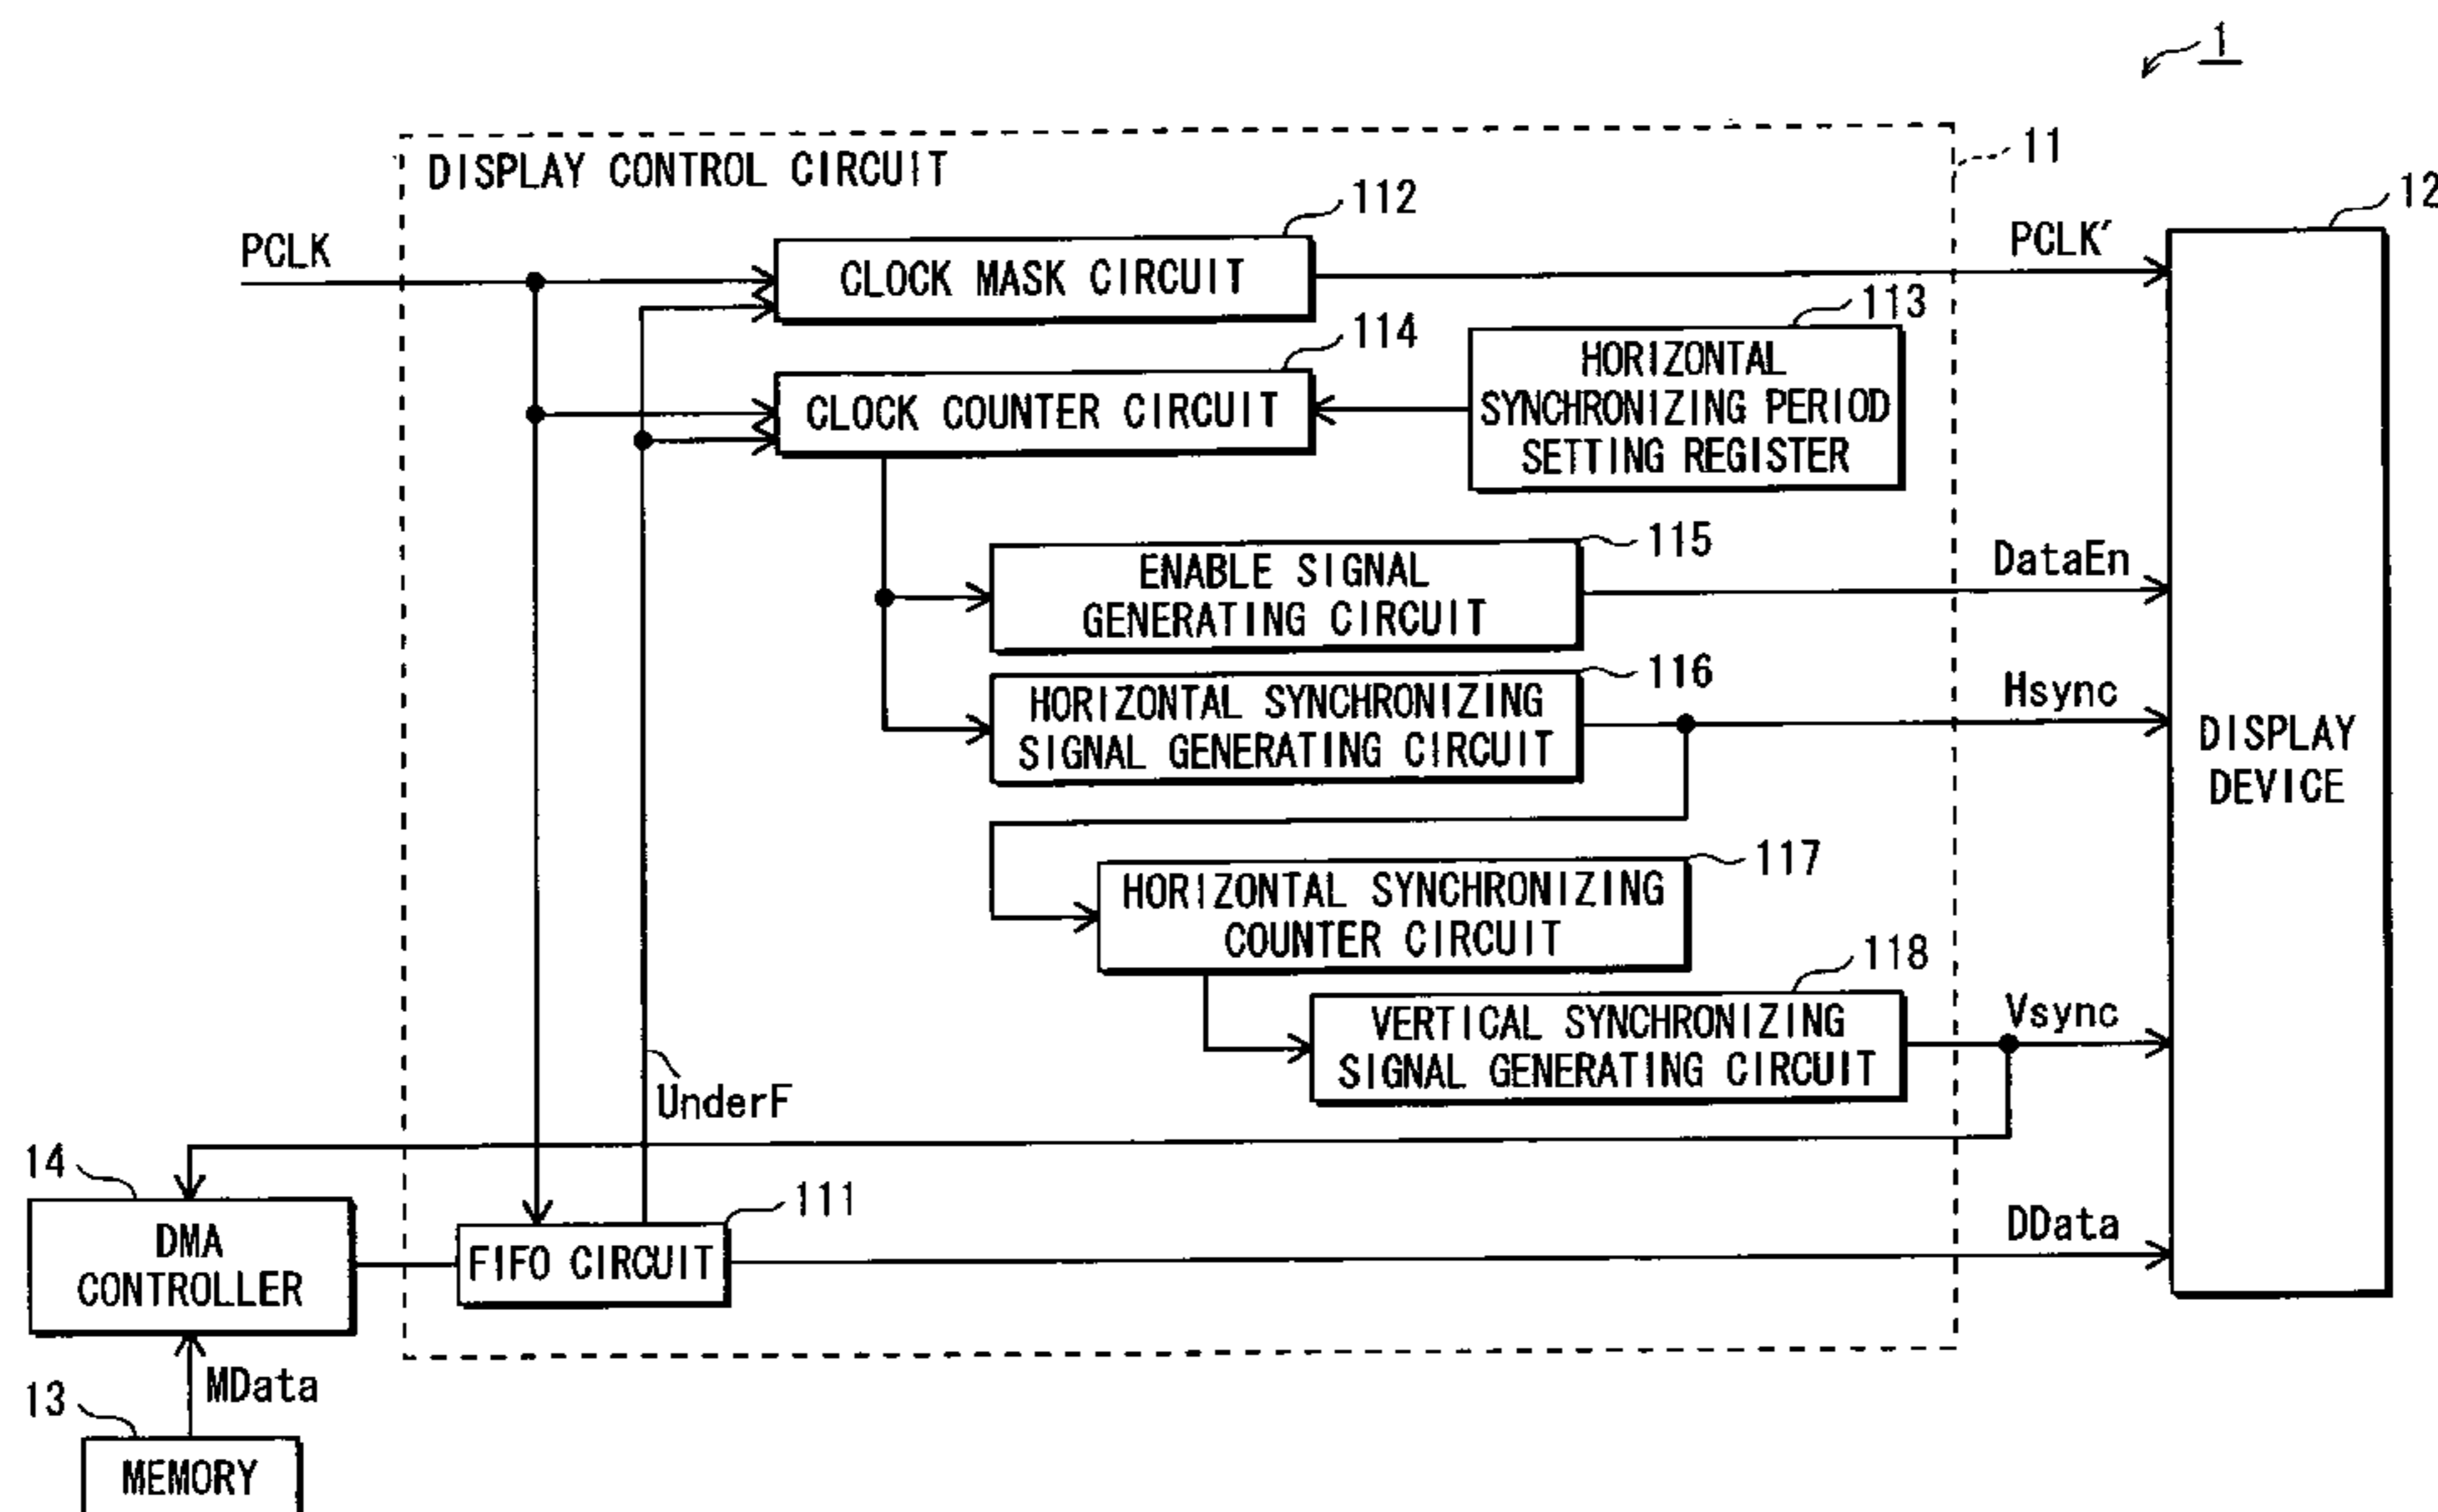 1
DISPLAY CONTROL CIRCUIT
11
12
PCLK
112
CLOCK MASK CIRCUIT
PCLK′
113
HORIZONTAL
SYNCHRONIZING PERIOD
SETTING REGISTER
114
CLOCK COUNTER CIRCUIT
115
ENABLE SIGNAL
GENERATING CIRCUIT
DataEn
116
HORIZONTAL SYNCHRONIZING
SIGNAL GENERATING CIRCUIT
Hsync
DISPLAY
DEVICE
117
HORIZONTAL SYNCHRONIZING
COUNTER CIRCUIT
118
VERTICAL SYNCHRONIZING
SIGNAL GENERATING CIRCUIT
Vsync
UnderF
14
DMA
CONTROLLER
111
FIFO CIRCUIT
DData
MData
13
MEMORY